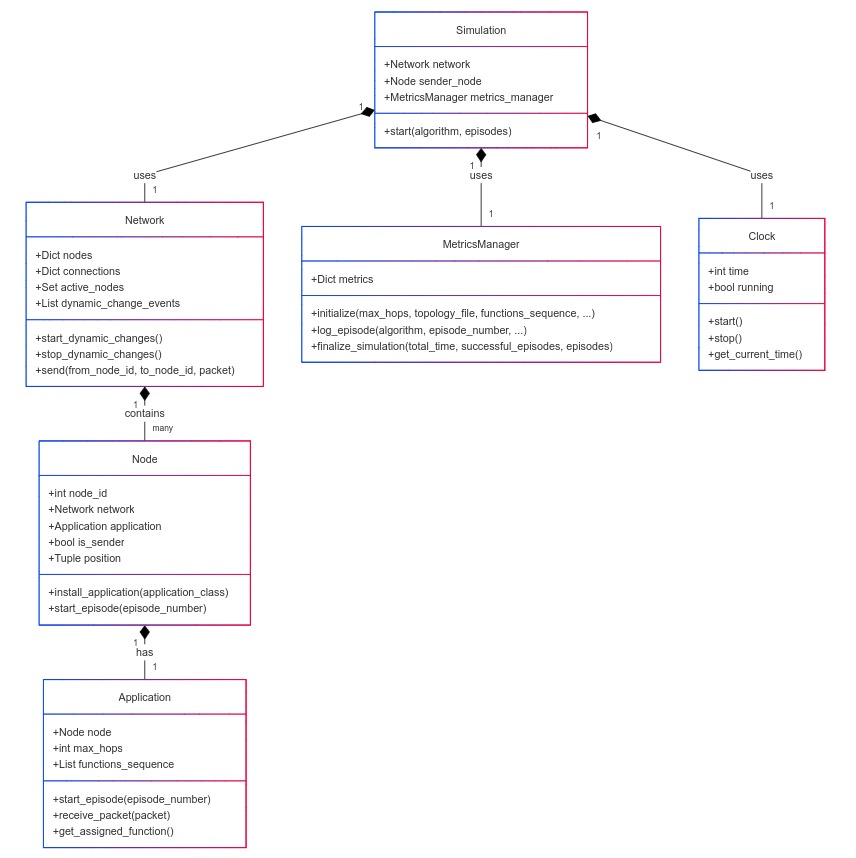 Simulation
+Network network
+Node sender_node
+MetricsManager metrics_manager
+start(algorithm, episodes)
1
1
1
uses
uses
uses
1
1
1
Network
+Dict nodes
+Dict connections
+Set active_nodes
+List dynamic_change_events
+start_dynamic_changes()
+stop_dynamic_changes()
+send(from_node_id, to_node_id, packet)
MetricsManager
+Dict metrics
+initialize(max_hops, topology_file, functions_sequence, ...)
+log_episode(algorithm, episode_number, ...)
+finalize_simulation(total_time, successful_episodes, episodes)
Clock
+int time
+bool running
+start()
+stop()
+get_current_time()
1
contains
many
Node
+int node_id
+Network network
+Application application
+bool is_sender
+Tuple position
+install_application(application_class)
+start_episode(episode_number)
1
has
1
Application
+Node node
+int max_hops
+List functions_sequence
+start_episode(episode_number)
+receive_packet(packet)
+get_assigned_function()